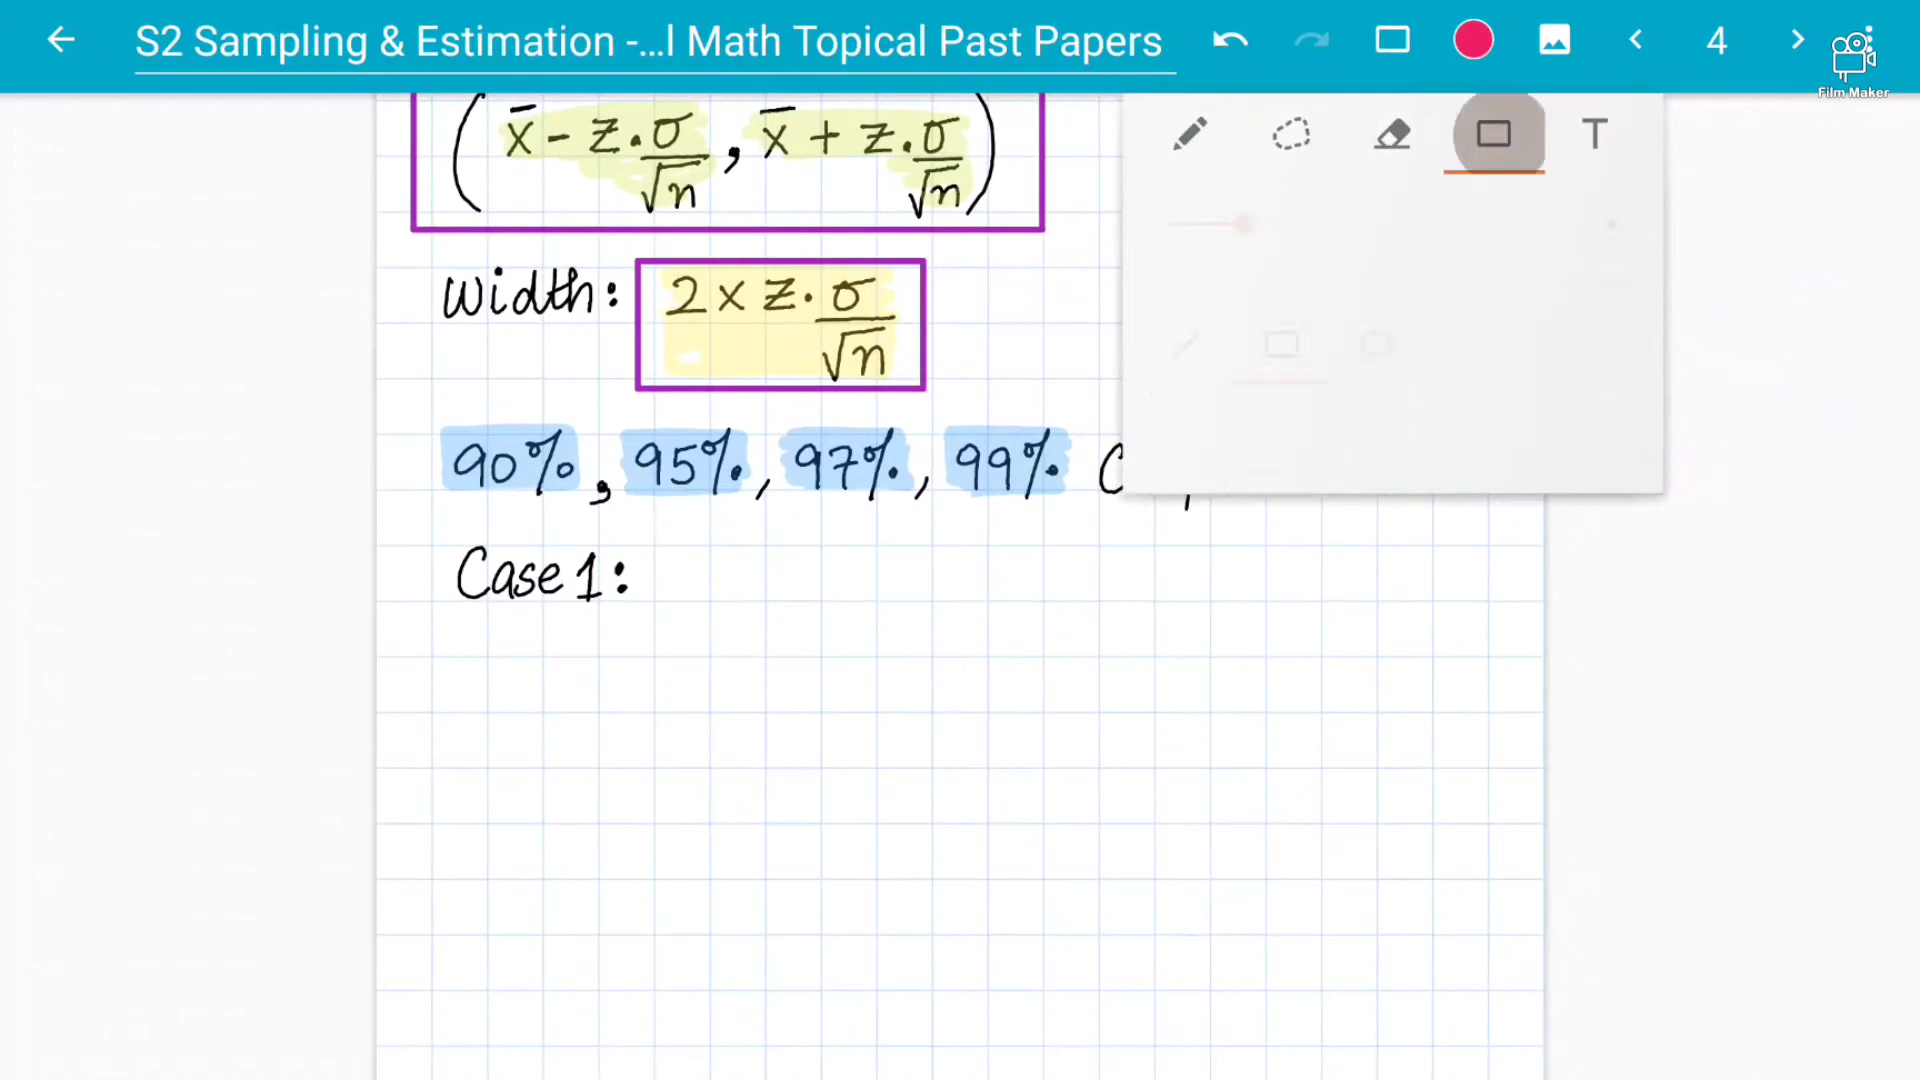 S2 Sampling & Estimation -...l Math Topical Past Papers
4
Film Maker
T
(x̄ - z.σ/√n, x̄ + z.σ/√n)
Width: 2 x z.σ/√n
90%, 95%, 97%, 99% C
Case 1: